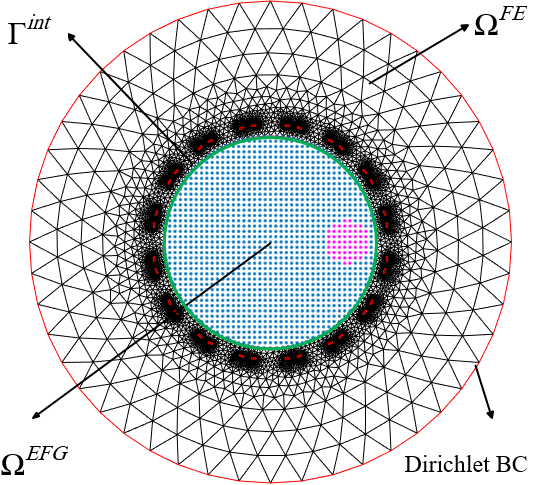 Γ^int
Ω^FE
Ω^EFG
Dirichlet BC